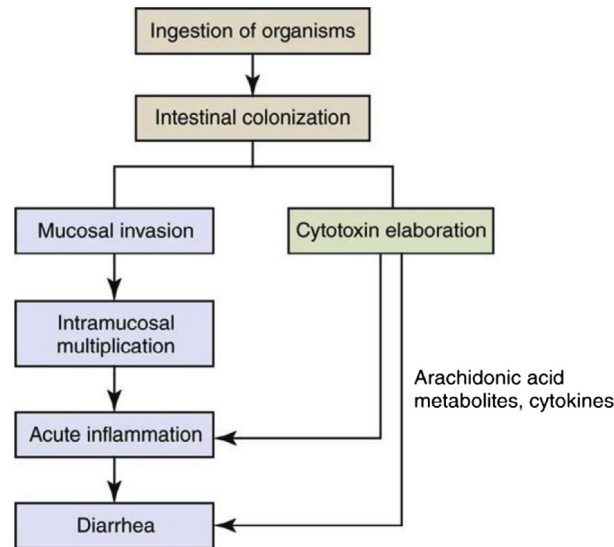 Ingestion of organisms
Intestinal colonization
Mucosal invasion
Cytotoxin elaboration
Intramucosal
multiplication
Arachidonic acid
metabolites, cytokines
Acute inflammation
Diarrhea